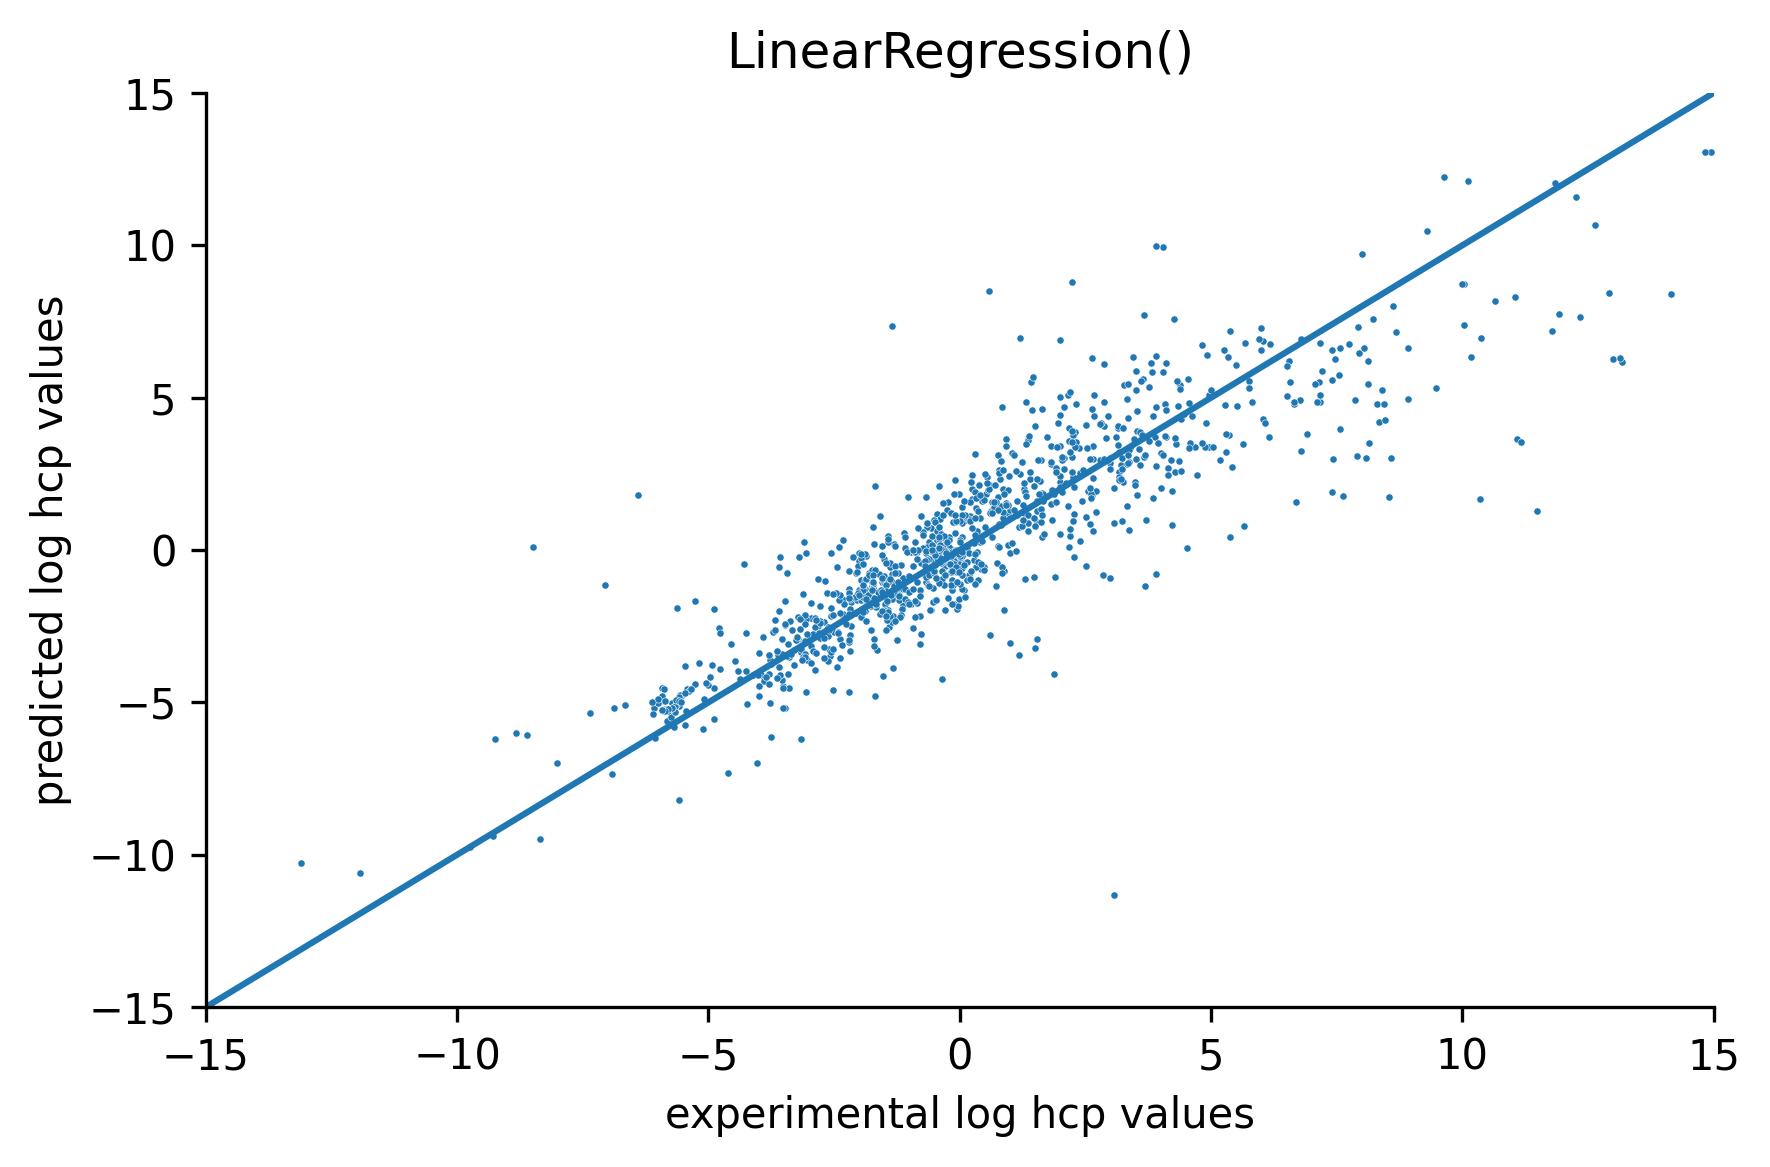 LinearRegression()
15
10
5
0
−5
−10
−15
predicted log hcp values
−15 −10 −5 0 5 10 15
experimental log hcp values